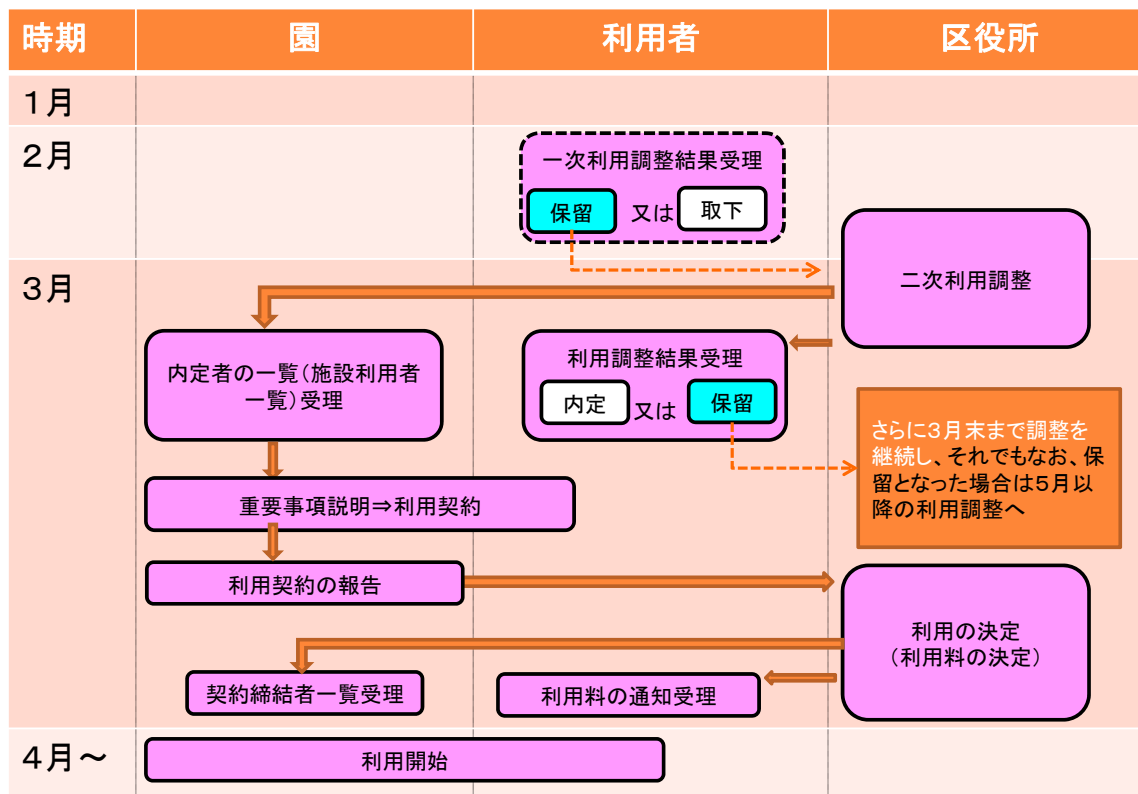 時期
園
利用者
区役所
1月
2月
一次利用調整結果受理
保留
又は
取下
3月
二次利用調整
内定者の一覧(施設利用者
一覧)受理
利用調整結果受理
内定
又は
保留
さらに3月末まで調整を
継続し、それでもなお、保
留となった場合は5月以
降の利用調整へ
重要事項説明⇒利用契約
利用契約の報告
利用の決定
(利用料の決定)
契約締結者一覧受理
利用料の通知受理
4月～
利用開始